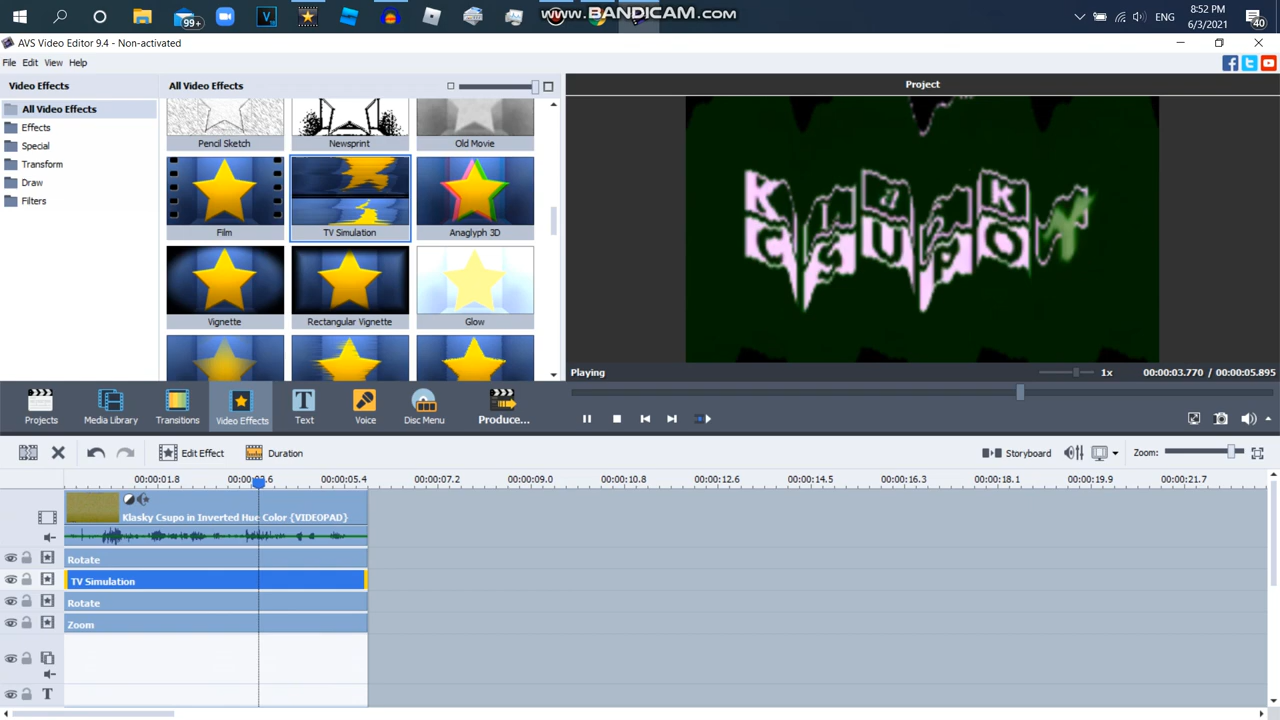 www.BANDICAM.com
99+
ENG
8:52 PM
6/3/2021
40
AVS Video Editor 9.4 - Non-activated
File Edit View Help
Video Effects
All Video Effects
Project
All Video Effects
Effects
Special
Transform
Draw
Filters
Pencil Sketch
Newsprint
Old Movie
Film
TV Simulation
Anaglyph 3D
Vignette
Rectangular Vignette
Glow
K l a s k y
C s U p O
Playing
1x
00:00:03.770 / 00:00:05.895
Projects
Media Library
Transitions
Video Effects
Text
Voice
Disc Menu
Produce...
Edit Effect
Duration
Storyboard
Zoom:
00:00:01.8
00:00:05.4
00:00:07.2
00:00:09.0
00:00:10.8
00:00:12.6
00:00:14.5
00:00:16.3
00:00:18.1
00:00:19.9
00:00:21.7
Klasky Csupo in Inverted Hue Color {VIDEOPAD}
Rotate
TV Simulation
Rotate
Zoom
T